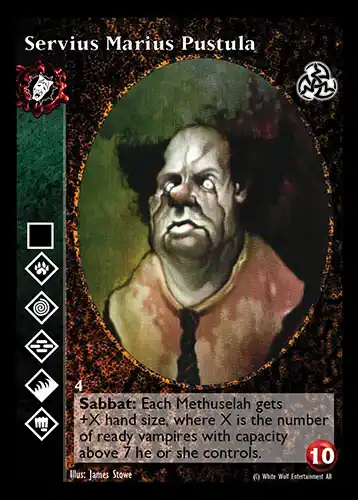 Servius Marius Pustula
4
Sabbat: Each Methuselah gets
+X hand size, where X is the number
of ready vampires with capacity
above 7 he or she controls.
10
Illus: James Stowe
(C) White Wolf Entertainment AB